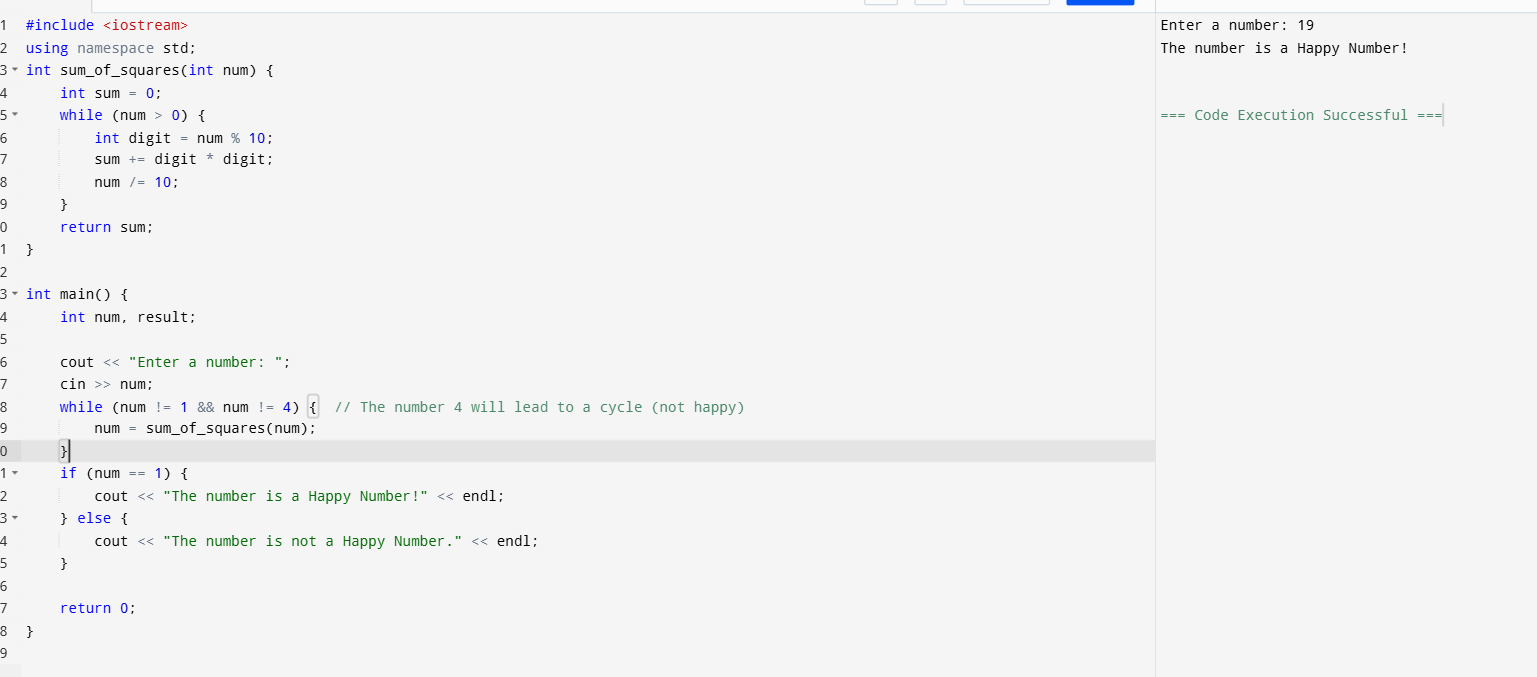 1 #include <iostream>
2 using namespace std;
3 int sum_of_squares(int num) {
4     int sum = 0;
5     while (num > 0) {
6         int digit = num % 10;
7         sum += digit * digit;
8         num /= 10;
9     }
0     return sum;
1 }
2
3 int main() {
4     int num, result;
5
6     cout << "Enter a number: ";
7     cin >> num;
8     while (num != 1 && num != 4) {  // The number 4 will lead to a cycle (not happy)
9         num = sum_of_squares(num);
0     }
1     if (num == 1) {
2         cout << "The number is a Happy Number!" << endl;
3     } else {
4         cout << "The number is not a Happy Number." << endl;
5     }
6
7     return 0;
8 }
9
Enter a number: 19
The number is a Happy Number!
=== Code Execution Successful ===